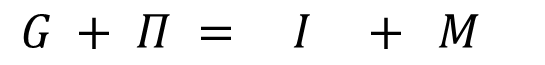 G + Π = I + M